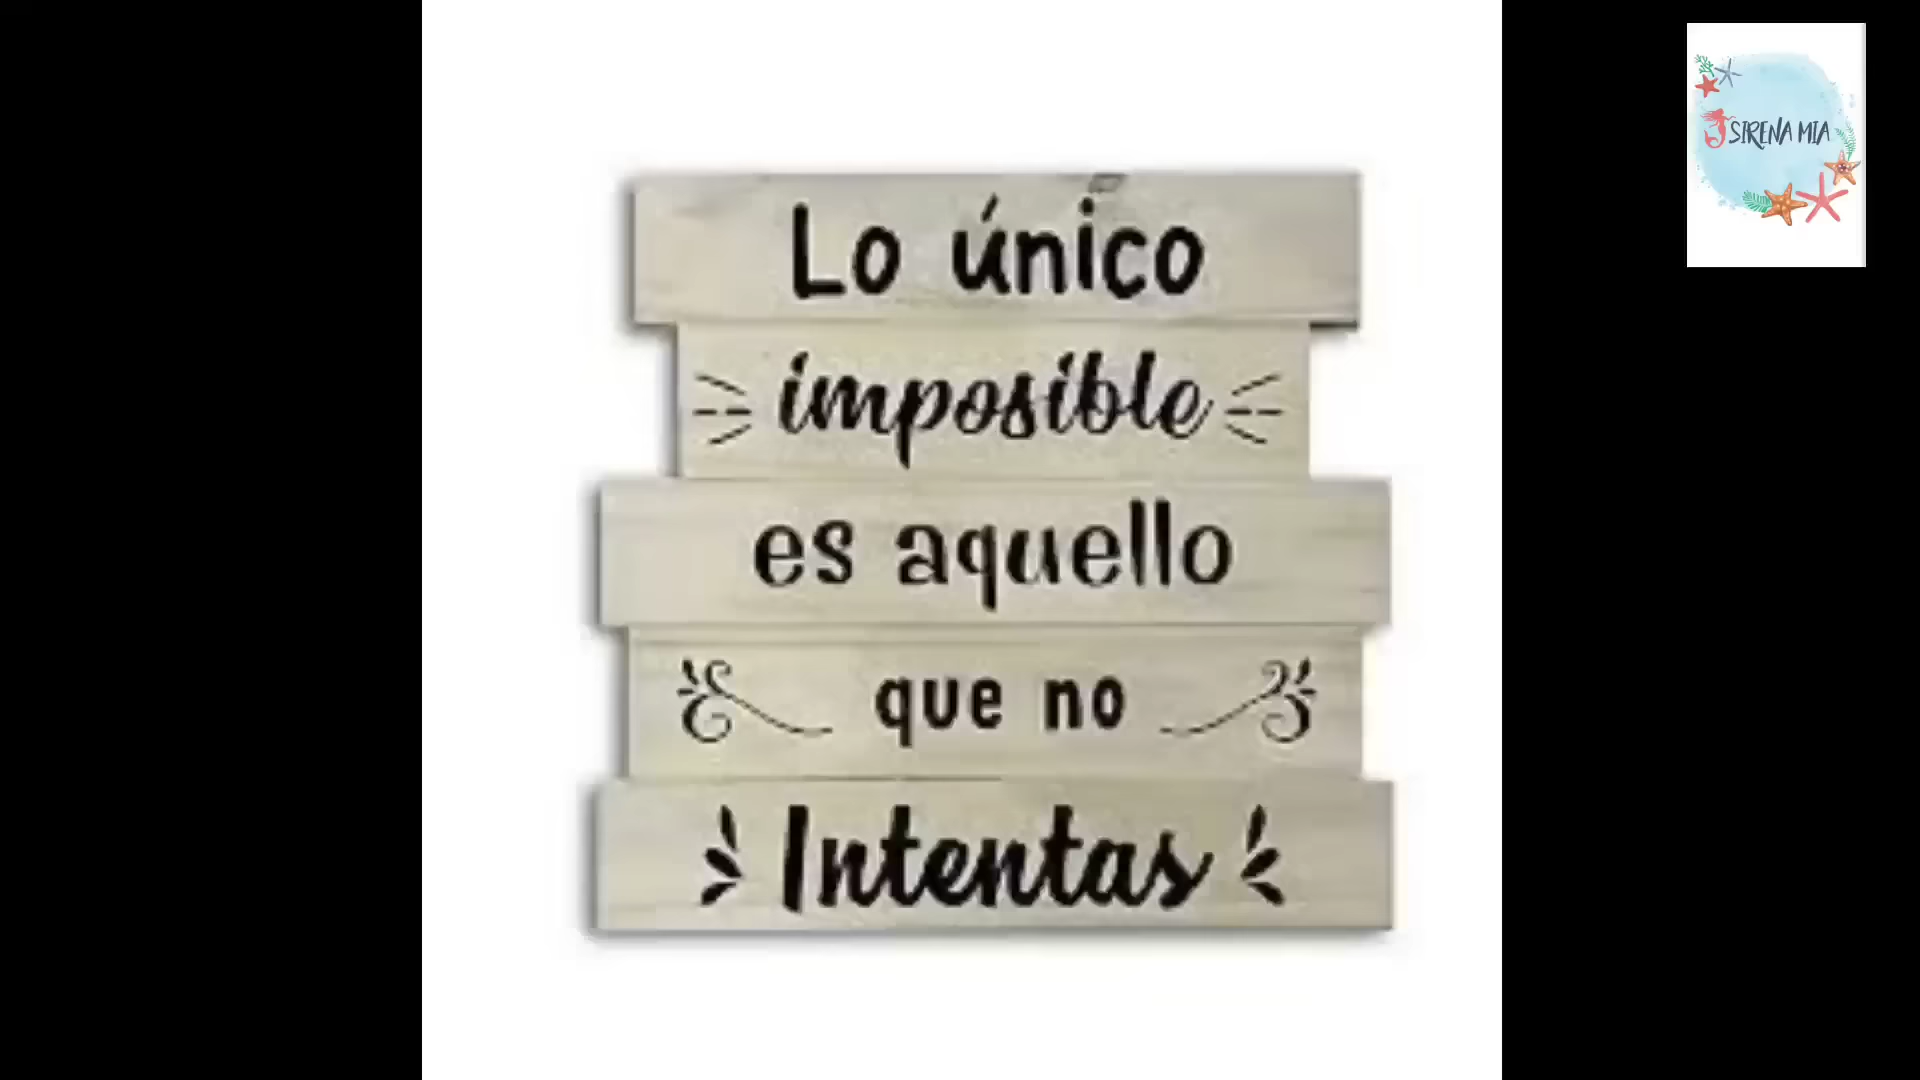 Lo único
imposible
es aquello
que no
Intentas
SIRENA MIA